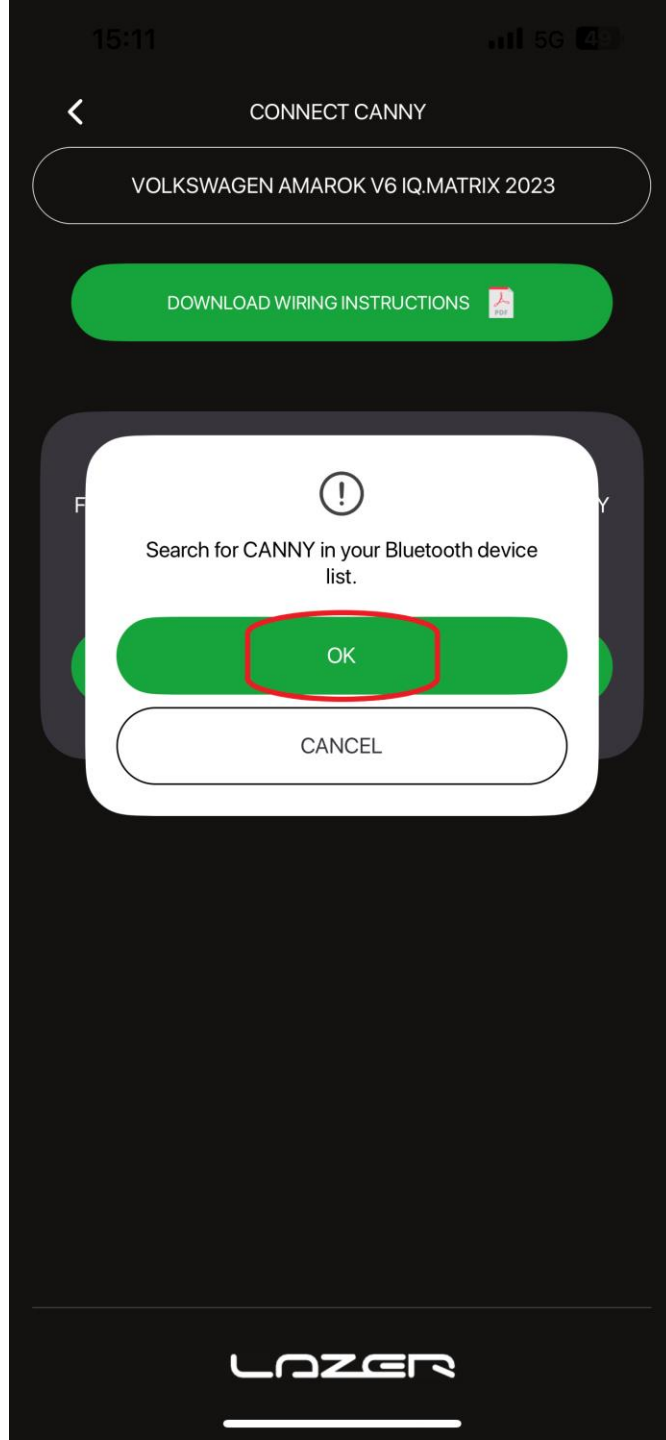 15:11 5G 49
CONNECT CANNY
VOLKSWAGEN AMAROK V6 IQ.MATRIX 2023
DOWNLOAD WIRING INSTRUCTIONS PDF
F Y
Search for CANNY in your Bluetooth device
list.
OK
CANCEL
LAZER